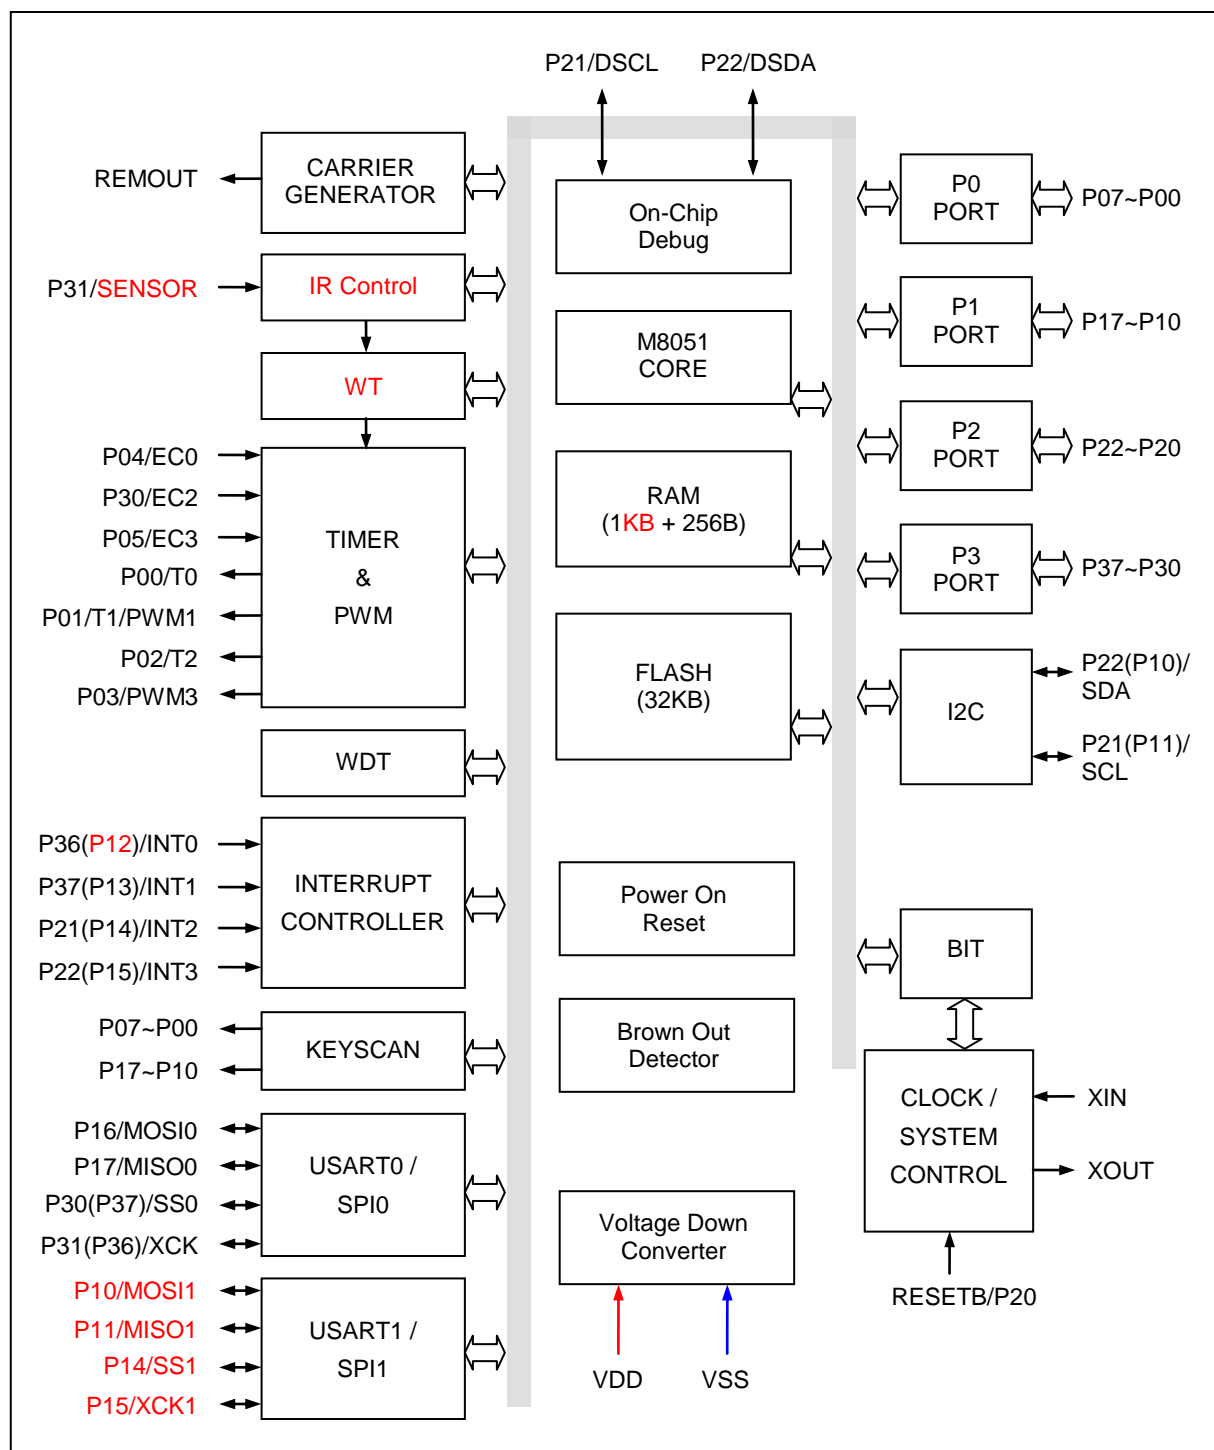 P21/DSCL
P22/DSDA
REMOUT
CARRIER
GENERATOR
P31/SENSOR
IR Control
WT
P04/EC0
P30/EC2
P05/EC3
P00/T0
P01/T1/PWM1
P02/T2
P03/PWM3
TIMER
&
PWM
WDT
P36(P12)/INT0
P37(P13)/INT1
P21(P14)/INT2
P22(P15)/INT3
INTERRUPT
CONTROLLER
P07~P00
P17~P10
KEYSCAN
P16/MOSI0
P17/MISO0
P30(P37)/SS0
P31(P36)/XCK
USART0 /
SPI0
P10/MOSI1
P11/MISO1
P14/SS1
P15/XCK1
USART1 /
SPI1
On-Chip
Debug
M8051
CORE
RAM
(1KB + 256B)
FLASH
(32KB)
Power On
Reset
Brown Out
Detector
Voltage Down
Converter
VDD
VSS
P0
PORT
P07~P00
P1
PORT
P17~P10
P2
PORT
P22~P20
P3
PORT
P37~P30
I2C
P22(P10)/
SDA
P21(P11)/
SCL
BIT
CLOCK /
SYSTEM
CONTROL
XIN
XOUT
RESETB/P20